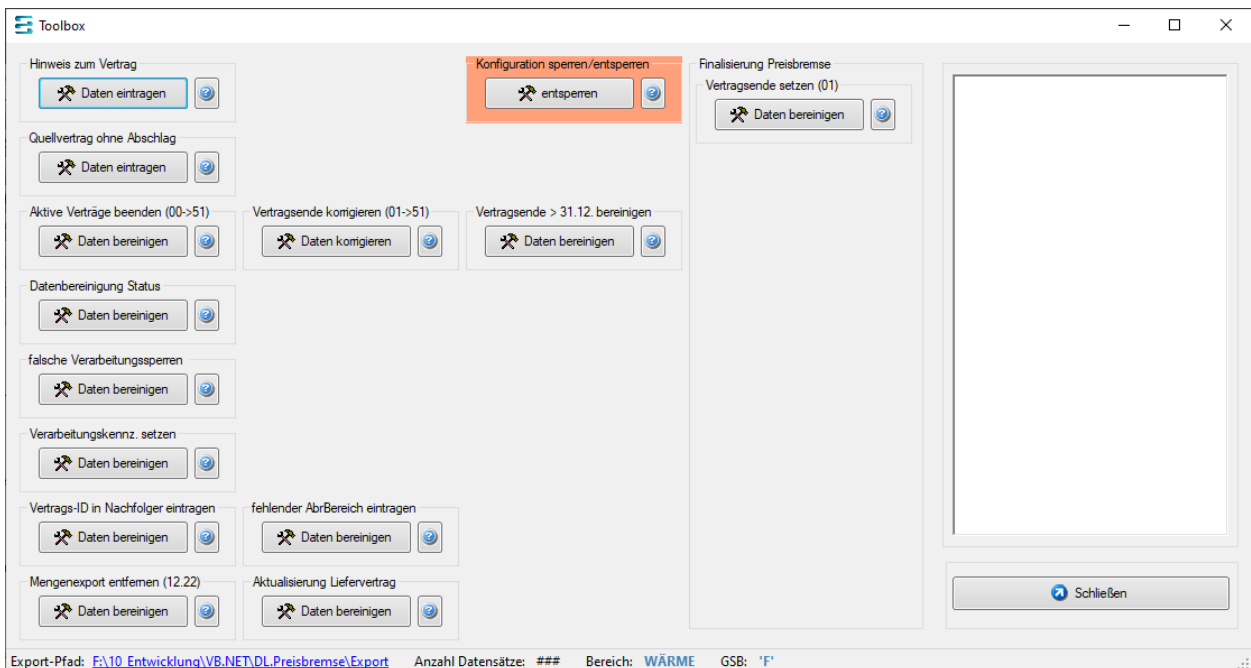 Toolbox
Hinweis zum Vertrag
Daten eintragen
Konfiguration sperren/entsperren
entsperren
Finalisierung Preisbremse
Vertragsende setzen (01)
Daten bereinigen
Quellvertrag ohne Abschlag
Daten eintragen
Aktive Verträge beenden (00->51)
Daten bereinigen
Vertragsende korrigieren (01->51)
Daten korrigieren
Vertragsende > 31.12. bereinigen
Daten bereinigen
Datenbereinigung Status
Daten bereinigen
falsche Verarbeitungssperren
Daten bereinigen
Verarbeitungskennz. setzen
Daten bereinigen
Vertrags-ID in Nachfolger eintragen
Daten bereinigen
fehlender AbrBereich eintragen
Daten bereinigen
Mengenexport entfernen (12.22)
Daten bereinigen
Aktualisierung Liefervertrag
Daten bereinigen
Schließen
Export-Pfad: F:\10_Entwicklung\VB.NET\DL.Preisbremse\Export Anzahl Datensätze: ### Bereich: WÄRME GSB: 'F'